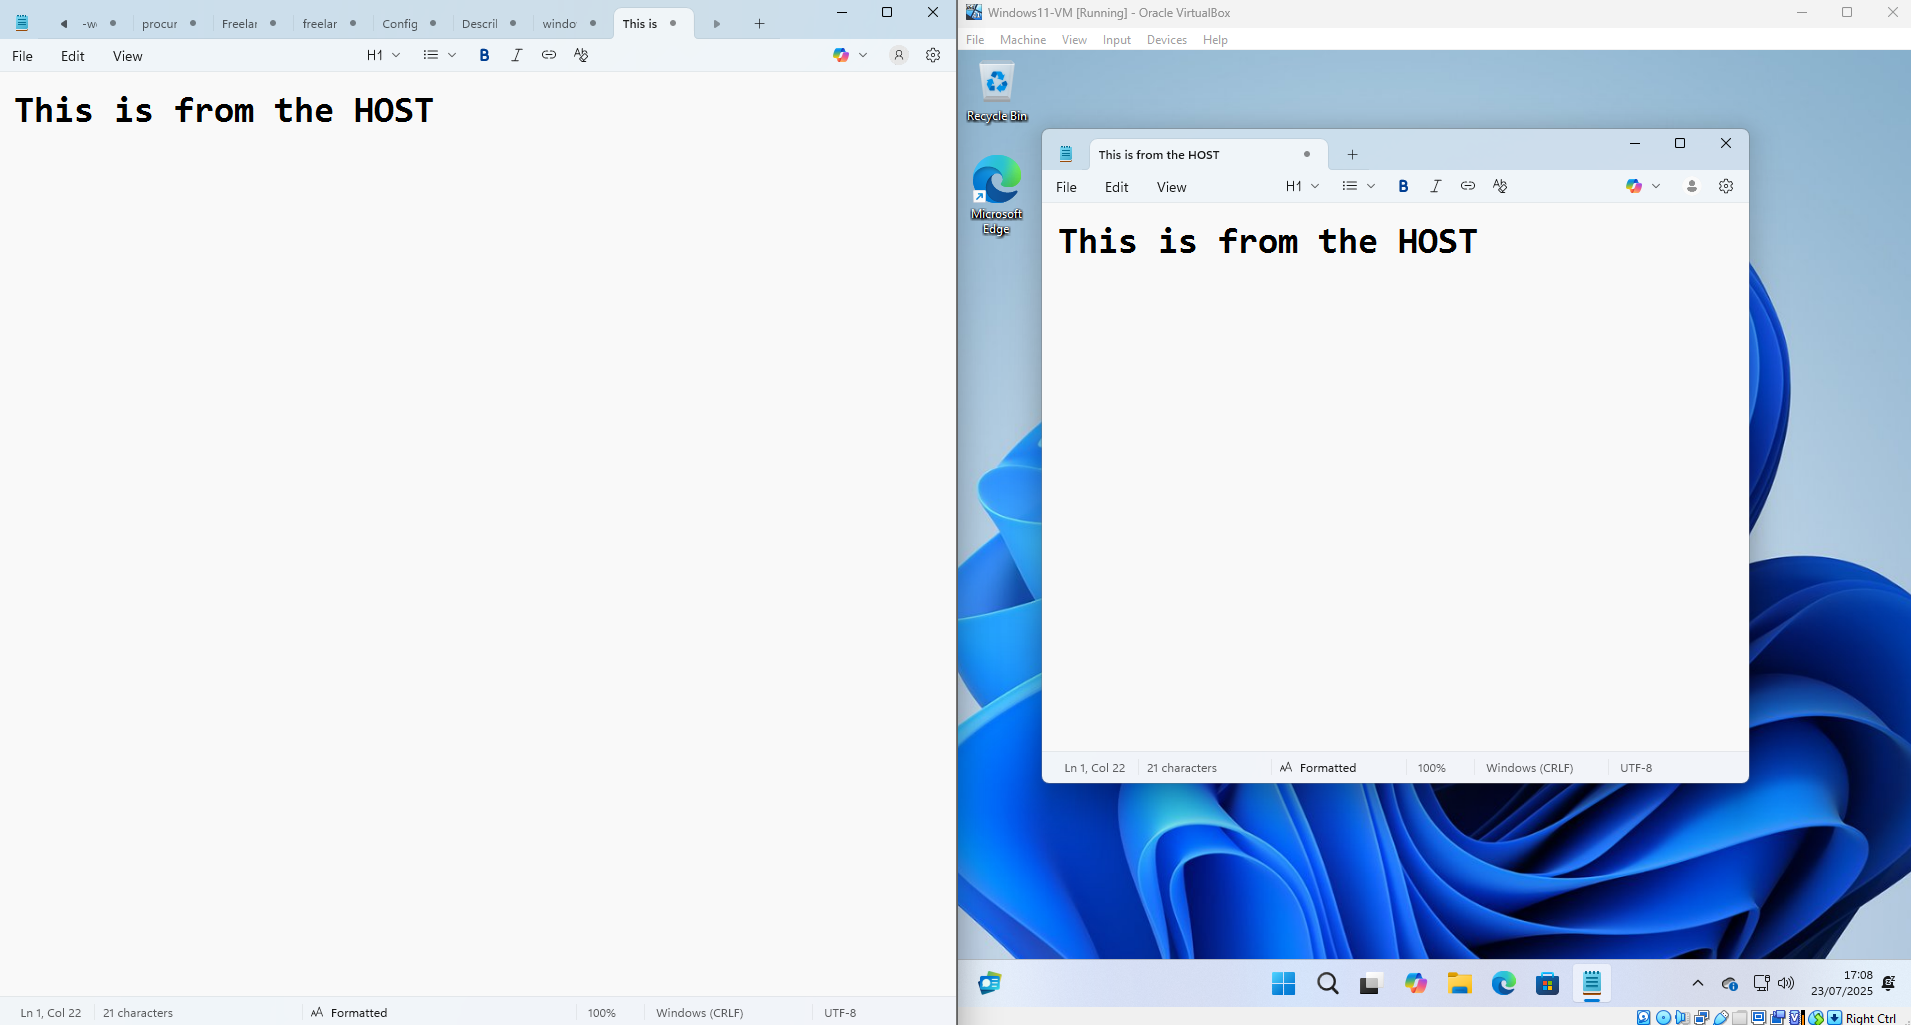 -we
procur
Freelar
freelar
Config
Descril
windo
This is
File
Edit
View
H1
B
I
This is from the HOST
Ln 1, Col 22
21 characters
Formatted
100%
Windows (CRLF)
UTF-8
Windows11-VM [Running] - Oracle VirtualBox
File
Machine
View
Input
Devices
Help
Recycle Bin
Microsoft
Edge
This is from the HOST
File
Edit
View
H1
B
I
This is from the HOST
Ln 1, Col 22
21 characters
Formatted
100%
Windows (CRLF)
UTF-8
17:08
23/07/2025
Right Ctrl